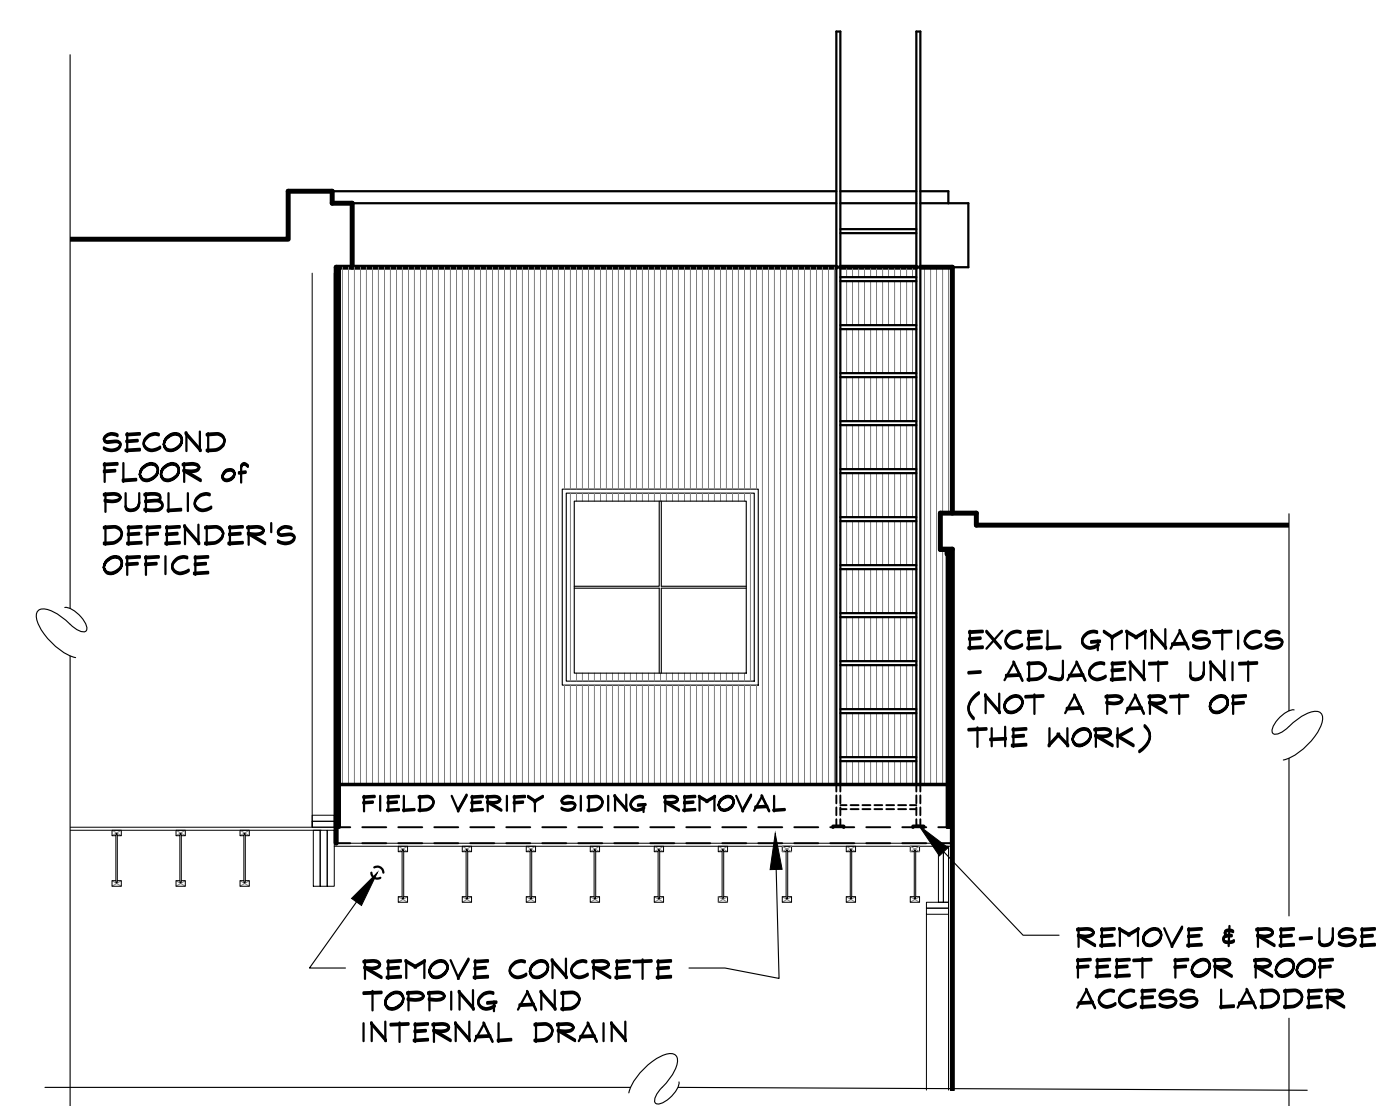 SECOND
FLOOR of
PUBLIC
DEFENDER'S
OFFICE
EXCEL GYMNASTICS
- ADJACENT UNIT
(NOT A PART OF
THE WORK)
FIELD VERIFY SIDING REMOVAL
REMOVE & RE-USE
FEET FOR ROOF
ACCESS LADDER
REMOVE CONCRETE
TOPPING AND
INTERNAL DRAIN